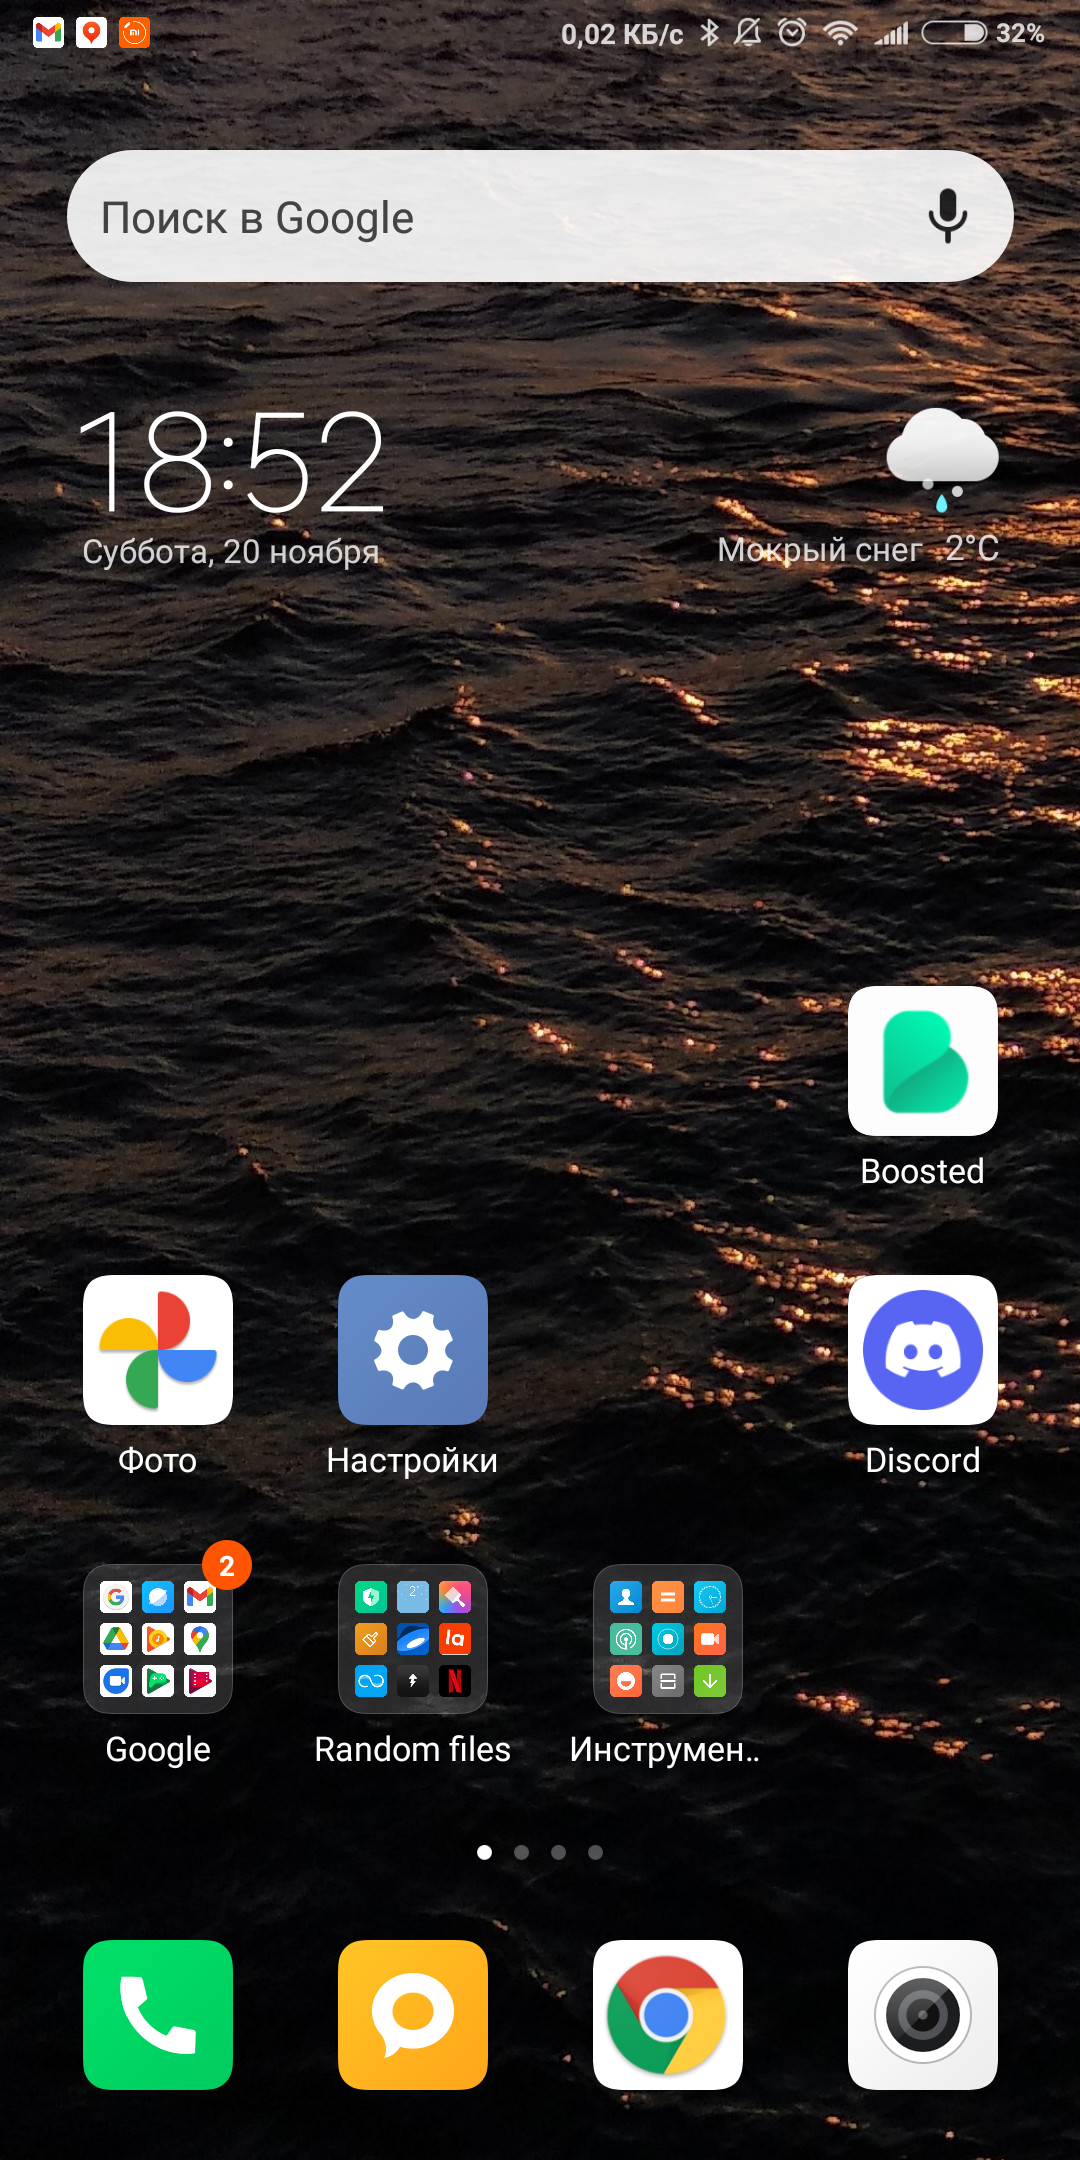 0,02 КБ/с 32%
Поиск в Google
18:52
Суббота, 20 ноября
Мокрый снег 2°C
Boosted
Фото
Настройки
Discord
2
Google
Random files
Инструмен..